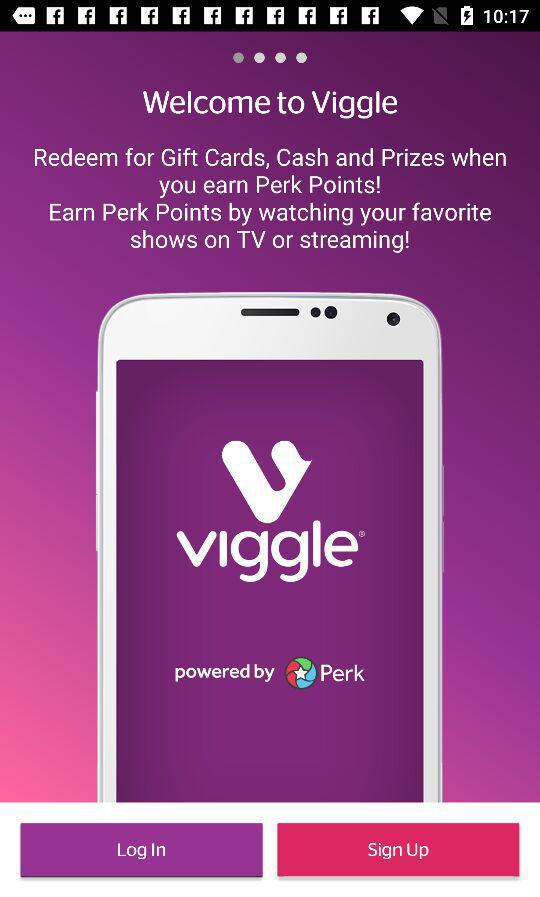 10:17
Welcome to Viggle
Redeem for Gift Cards, Cash and Prizes when
you earn Perk Points!
Earn Perk Points by watching your favorite
shows on TV or streaming!
viggle®
powered by Perk
Log In
Sign Up